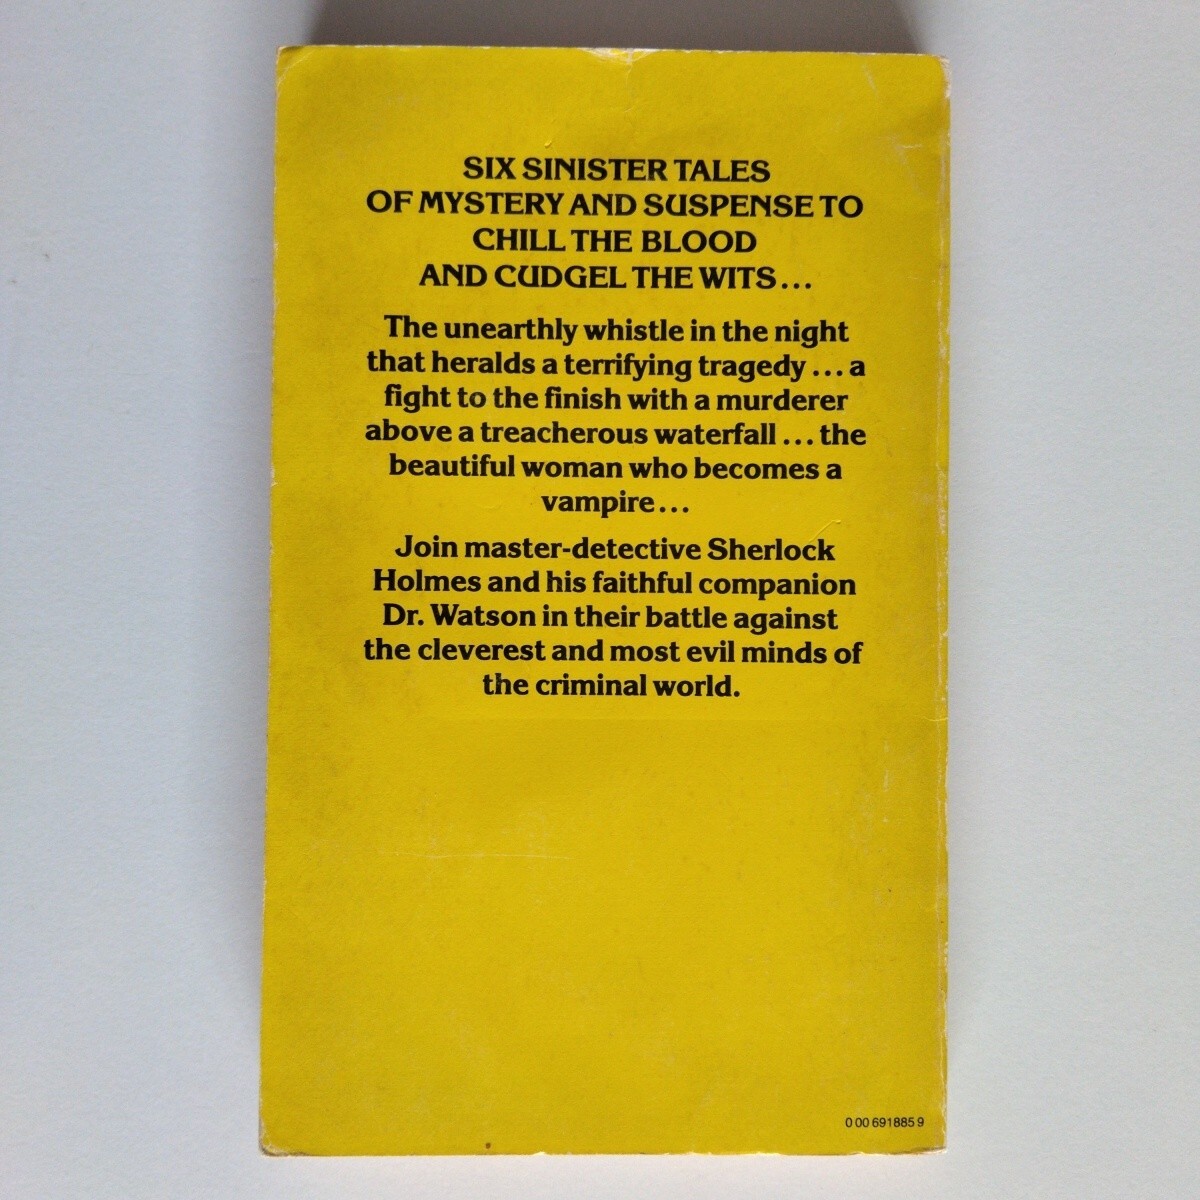 SIX SINISTER TALES
OF MYSTERY AND SUSPENSE TO
CHILL THE BLOOD
AND CUDGEL THE WITS...
The unearthly whistle in the night
that heralds a terrifying tragedy... a
fight to the finish with a murderer
above a treacherous waterfall... the
beautiful woman who becomes a
vampire...
Join master-detective Sherlock
Holmes and his faithful companion
Dr. Watson in their battle against
the cleverest and most evil minds of
the criminal world.
0 00 691885 9